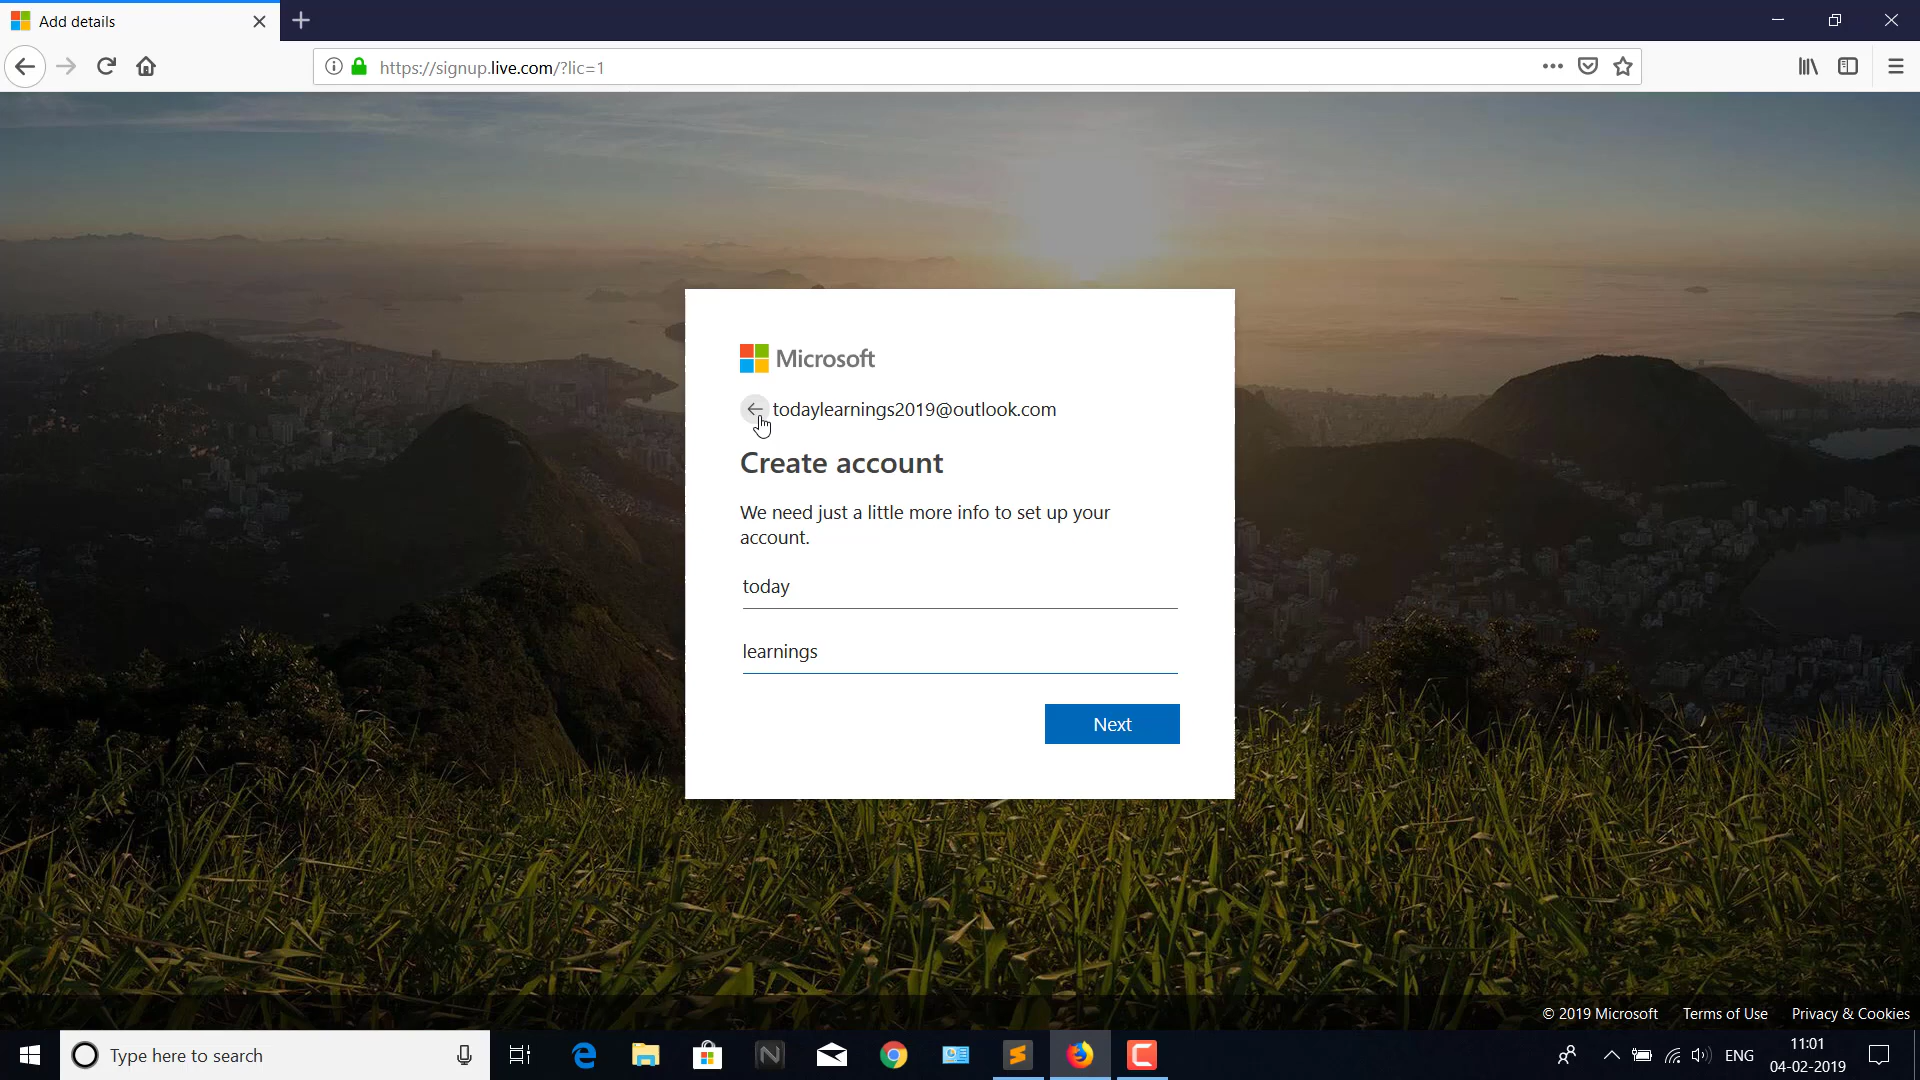 Add details
https://signup.live.com/?lic=1
Microsoft
todaylearnings2019@outlook.com
Create account
We need just a little more info to set up your
account.
today
learnings
Next
© 2019 Microsoft
Terms of Use
Privacy & Cookies
Type here to search
N
ENG
11:01
04-02-2019